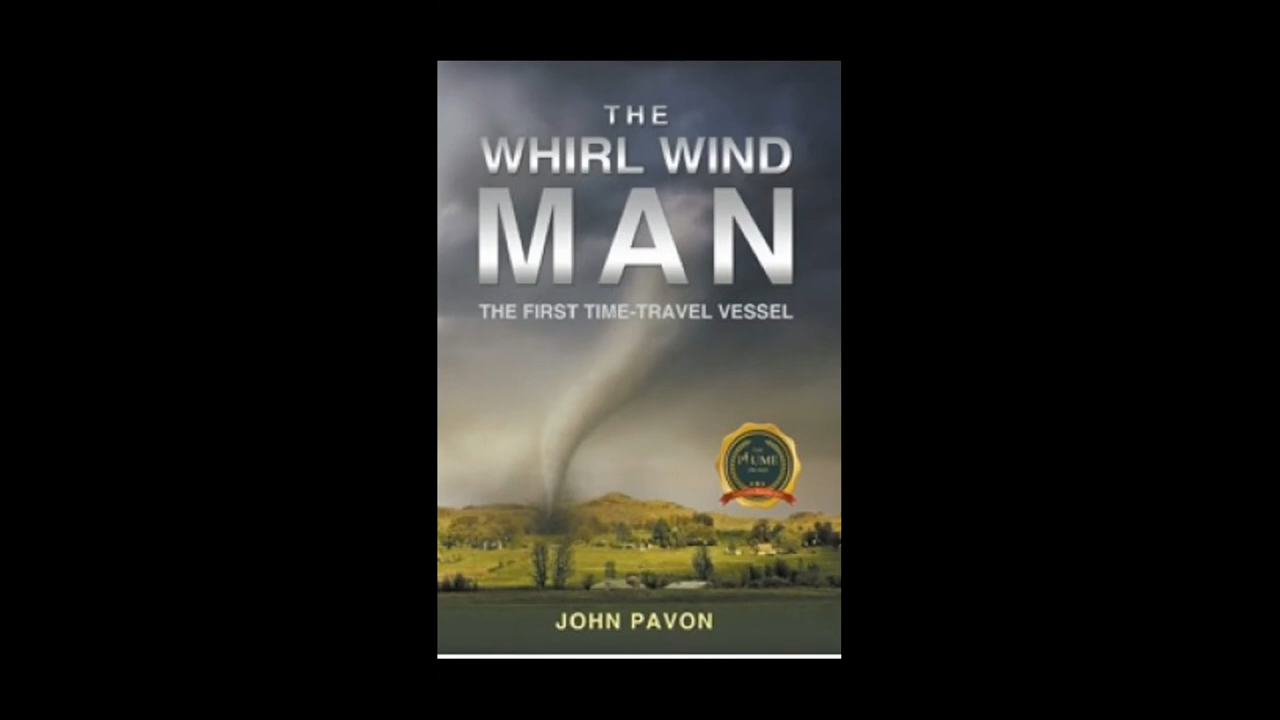 THE
WHIRL WIND
MAN
THE FIRST TIME-TRAVEL VESSEL
JOHN PAVON